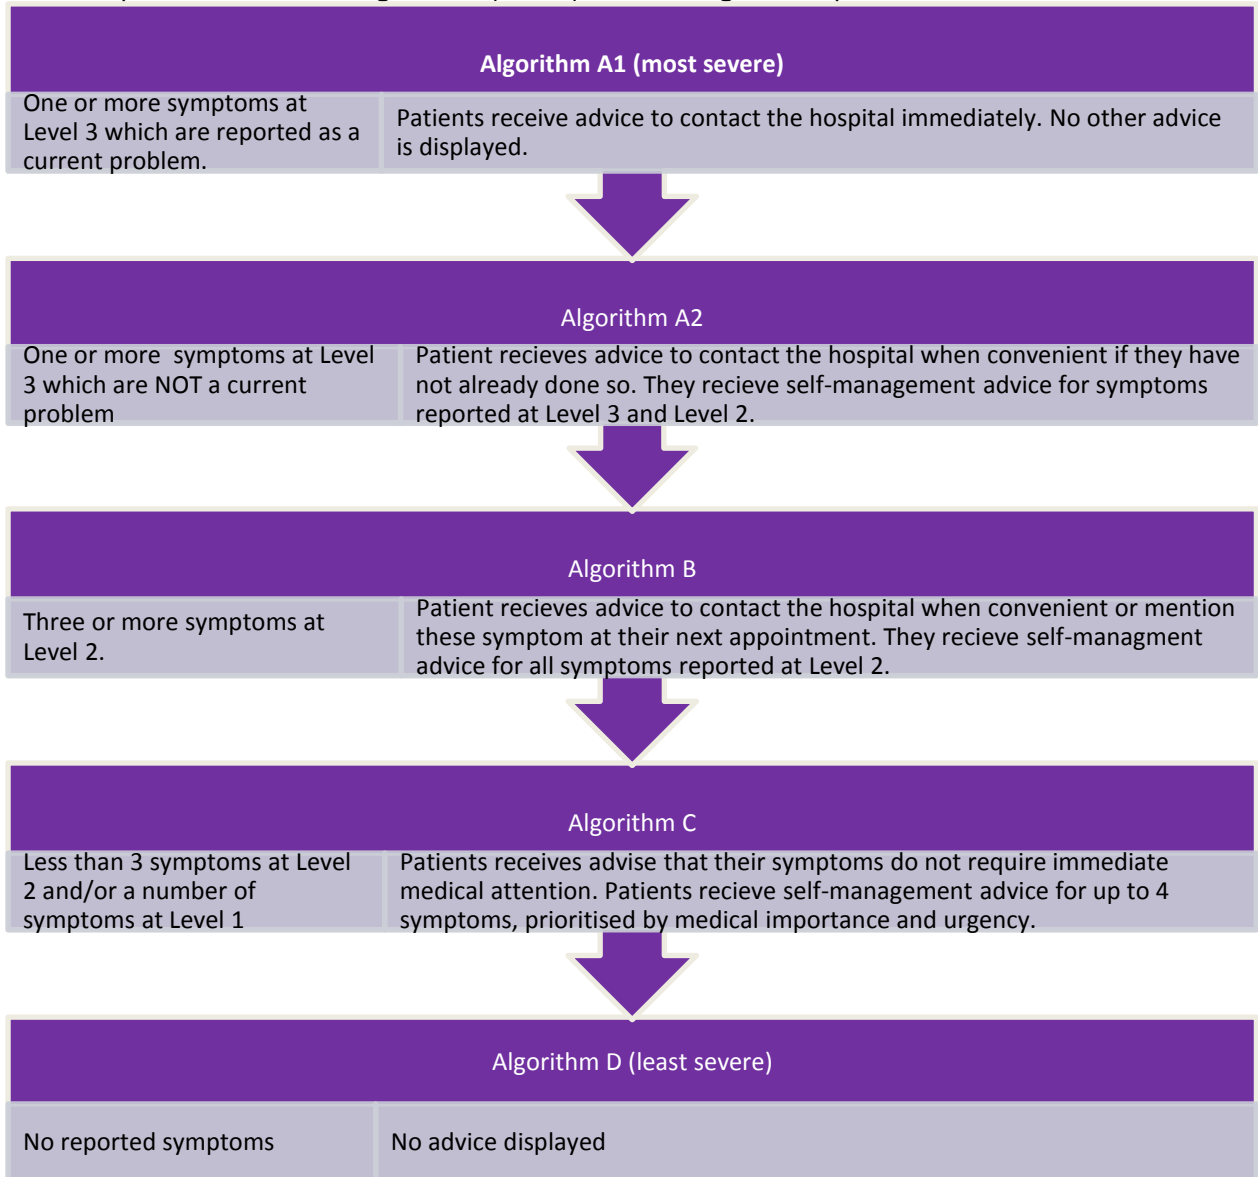 Algorithm A1 (most severe)
One or more symptoms at
Level 3 which are reported as a
current problem.
Patients receive advice to contact the hospital immediately. No other advice
is displayed.
Algorithm A2
One or more  symptoms at Level
3 which are NOT a current
problem
Patient recieves advice to contact the hospital when convenient if they have
not already done so. They recieve self-management advice for symptoms
reported at Level 3 and Level 2.
Algorithm B
Three or more symptoms at
Level 2.
Patient recieves advice to contact the hospital when convenient or mention
these symptom at their next appointment. They recieve self-managment
advice for all symptoms reported at Level 2.
Algorithm C
Less than 3 symptoms at Level
2 and/or a number of
symptoms at Level 1
Patients receives advise that their symptoms do not require immediate
medical attention. Patients recieve self-management advice for up to 4
symptoms, prioritised by medical importance and urgency.
Algorithm D (least severe)
No reported symptoms
No advice displayed